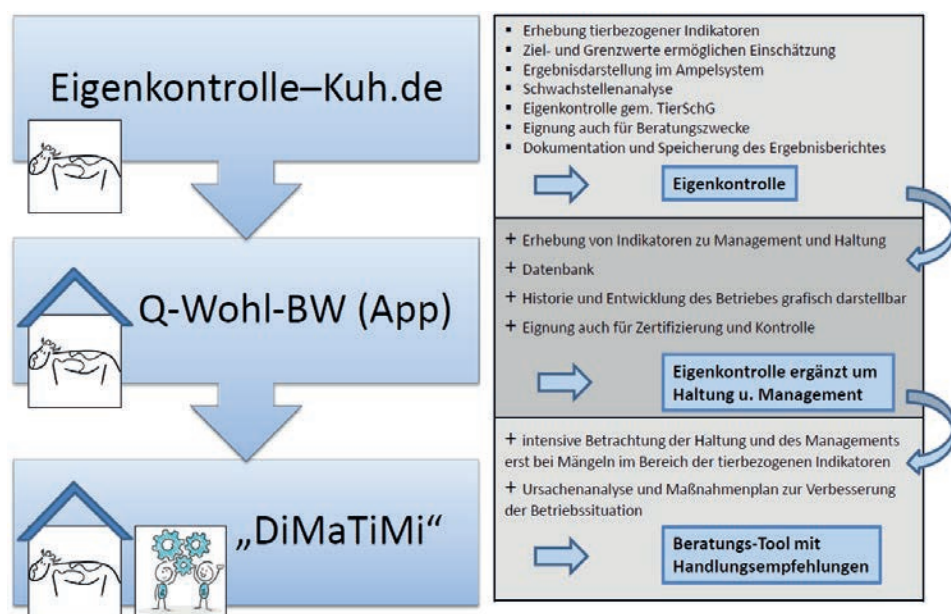 Eigenkontrolle–Kuh.de
▪ Erhebung tierbezogener Indikatoren
▪ Ziel- und Grenzwerte ermöglichen Einschätzung
▪ Ergebnisdarstellung im Ampelsystem
▪ Schwachstellenanalyse
▪ Eigenkontrolle gem. TierSchG
▪ Eignung auch für Beratungszwecke
▪ Dokumentation und Speicherung des Ergebnisberichtes
Eigenkontrolle
Q-Wohl-BW (App)
+ Erhebung von Indikatoren zu Management und Haltung
+ Datenbank
+ Historie und Entwicklung des Betriebes grafisch darstellbar
+ Eignung auch für Zertifizierung und Kontrolle
Eigenkontrolle ergänzt um
Haltung u. Management
„DiMaTiMi“
+ intensive Betrachtung der Haltung und des Managements
erst bei Mängeln im Bereich der tierbezogenen Indikatoren
+ Ursachenanalyse und Maßnahmenplan zur Verbesserung
der Betriebssituation
Beratungs-Tool mit
Handlungsempfehlungen